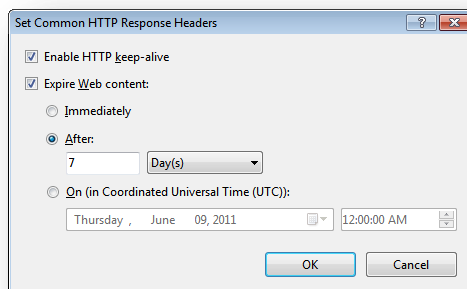 Set Common HTTP Response Headers
Enable HTTP keep-alive
Expire Web content:
Immediately
After:
7 Day(s)
On (in Coordinated Universal Time (UTC)):
Thursday , June 09, 2011 12:00:00 AM
OK Cancel